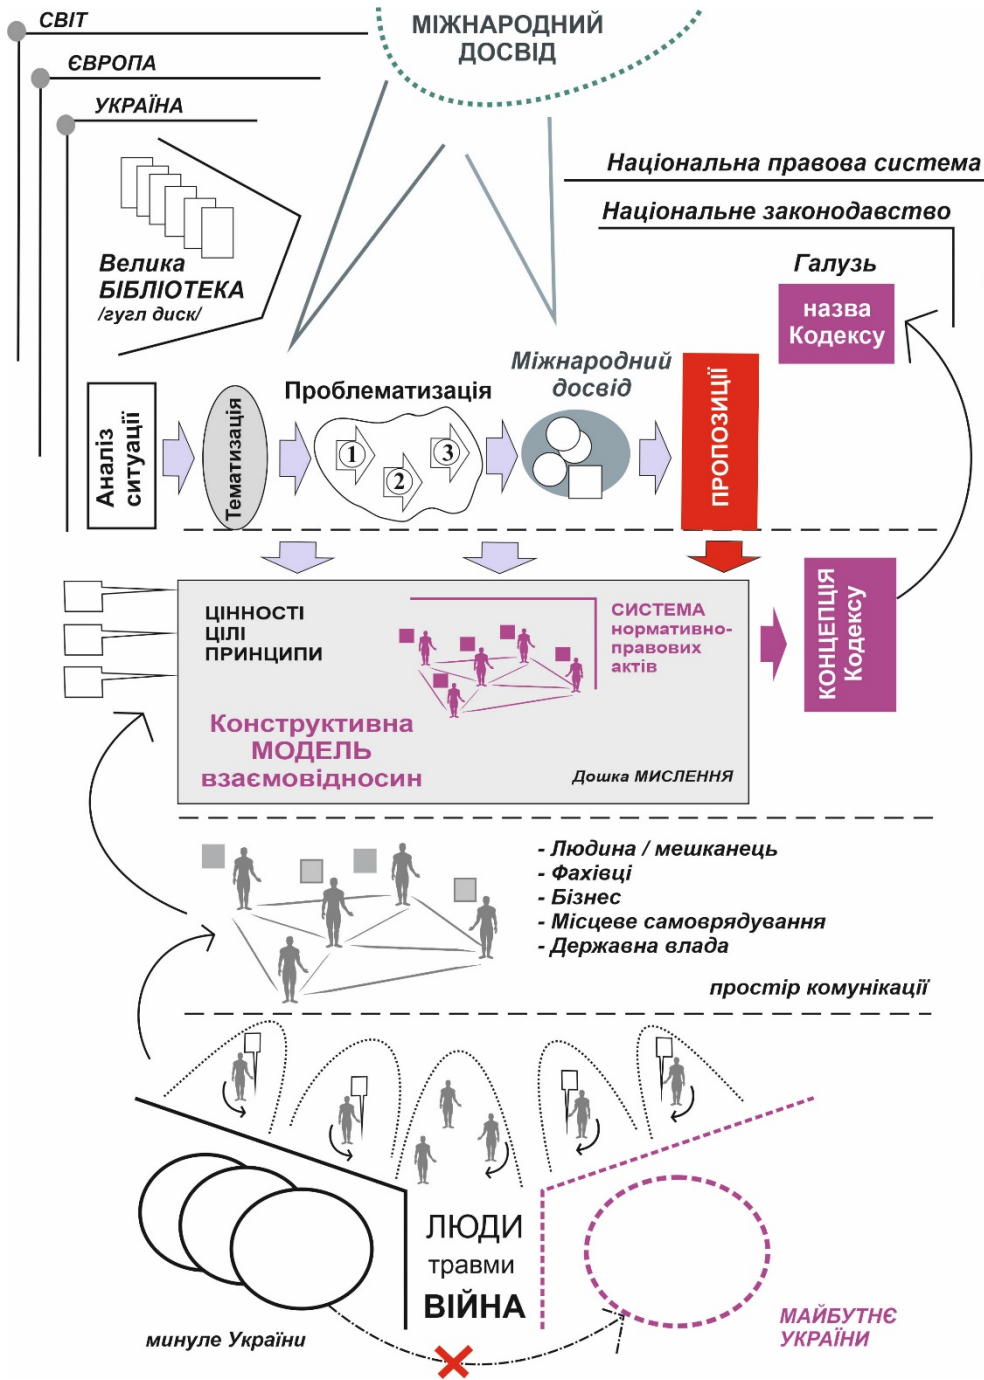 СВІТ
МІЖНАРОДНИЙ
ДОСВІД
ЄВРОПА
УКРАЇНА
Національна правова система
Національне законодавство
Велика
БІБЛІОТЕКА
/гугл диск/
Галузь
назва
Кодексу
Аналіз
ситуації
Тематизація
Проблематизація
1
2
3
Міжнародний
досвід
ПРОПОЗИЦІЇ
ЦІННОСТІ
ЦІЛІ
ПРИНЦИПИ
СИСТЕМА
нормативно-
правових
актів
Конструктивна
МОДЕЛЬ
взаємовідносин
Дошка МИСЛЕННЯ
КОНЦЕПЦІЯ
Кодексу
- Людина / мешканець
- Фахівці
- Бізнес
- Місцеве самоврядування
- Державна влада
простір комунікації
ЛЮДИ
травми
ВІЙНА
минуле України
МАЙБУТНЄ
УКРАЇНИ